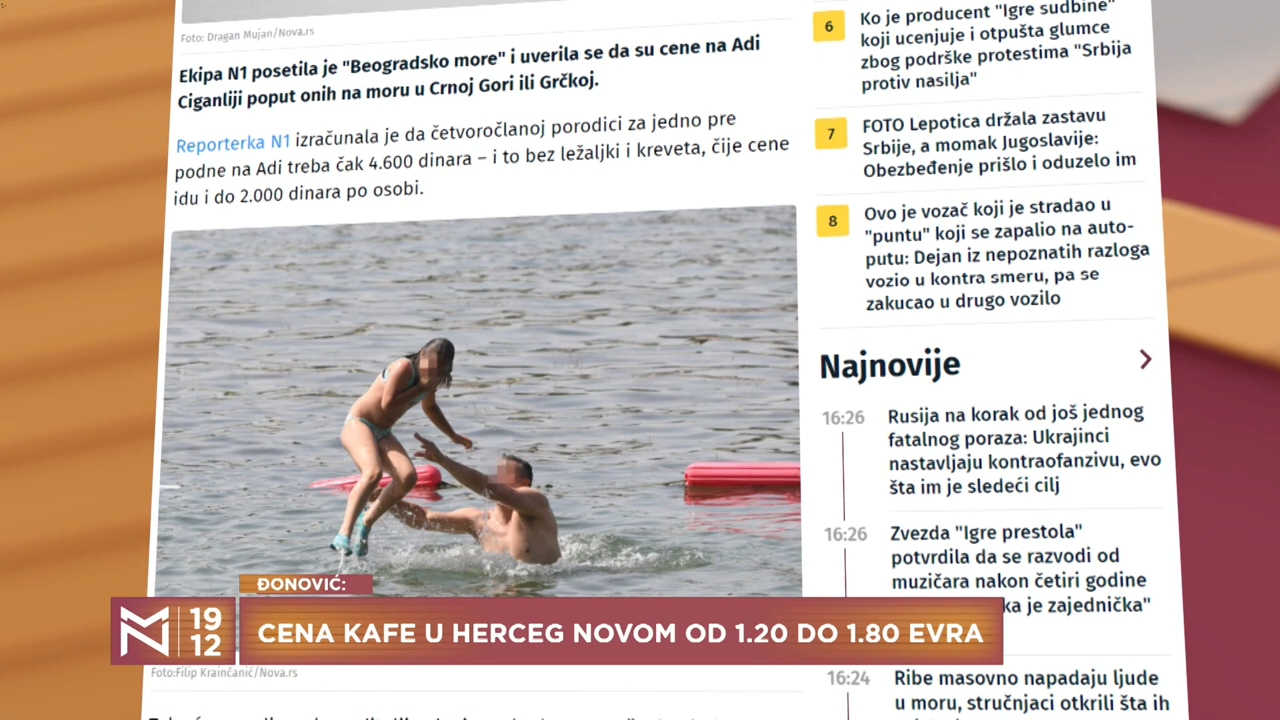 Foto: Dragan Mujan/Nova.rs
Ekipa N1 posetila je "Beogradsko more" i uverila se da su cene na Adi
Ciganliji poput onih na moru u Crnoj Gori ili Grčkoj.
Reporterka N1 izračunala je da četvoročlanoj porodici za jedno pre
podne na Adi treba čak 4.600 dinara – i to bez ležaljki i kreveta, čije cene
idu i do 2.000 dinara po osobi.
Foto:Filip Krainčanić/Nova.rs
6
Ko je producent "Igre sudbine"
koji ucenjuje i otpušta glumce
zbog podrške protestima "Srbija
protiv nasilja"
7
FOTO Lepotica držala zastavu
Srbije, a momak Jugoslavije:
Obezbeđenje prišlo i oduzelo im
8
Ovo je vozač koji je stradao u
"puntu" koji se zapalio na auto-
putu: Dejan iz nepoznatih razloga
vozio u kontra smeru, pa se
zakucao u drugo vozilo
Najnovije
16:26
Rusija na korak od još jednog
fatalnog poraza: Ukrajinci
nastavljaju kontraofanzivu, evo
šta im je sledeći cilj
16:26
Zvezda "Igre prestola"
potvrdila da se razvodi od
muzičara nakon četiri godine
ka je zajednička"
16:24
Ribe masovno napadaju ljude
u moru, stručnjaci otkrili šta ih
ĐONOVIĆ:
19
12
CENA KAFE U HERCEG NOVOM OD 1.20 DO 1.80 EVRA